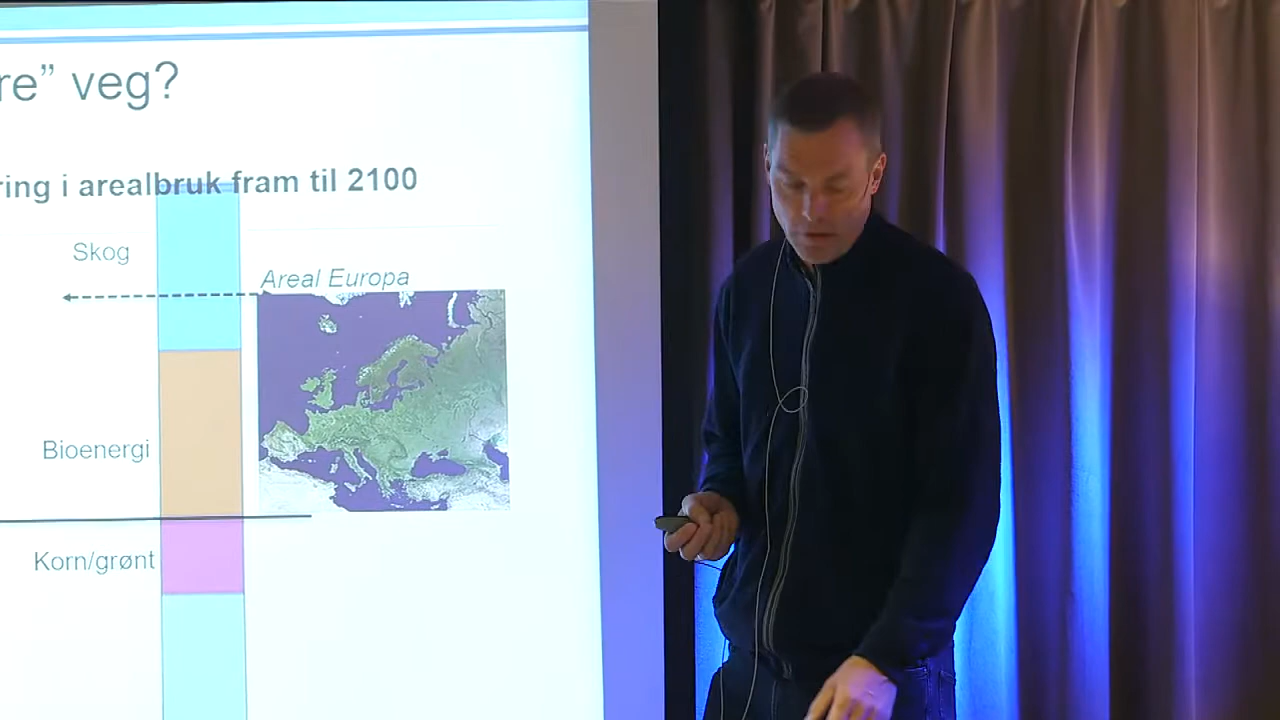 re” veg?
ring i arealbruk fram til 2100
Skog
Areal Europa
Bioenergi
Korn/grønt